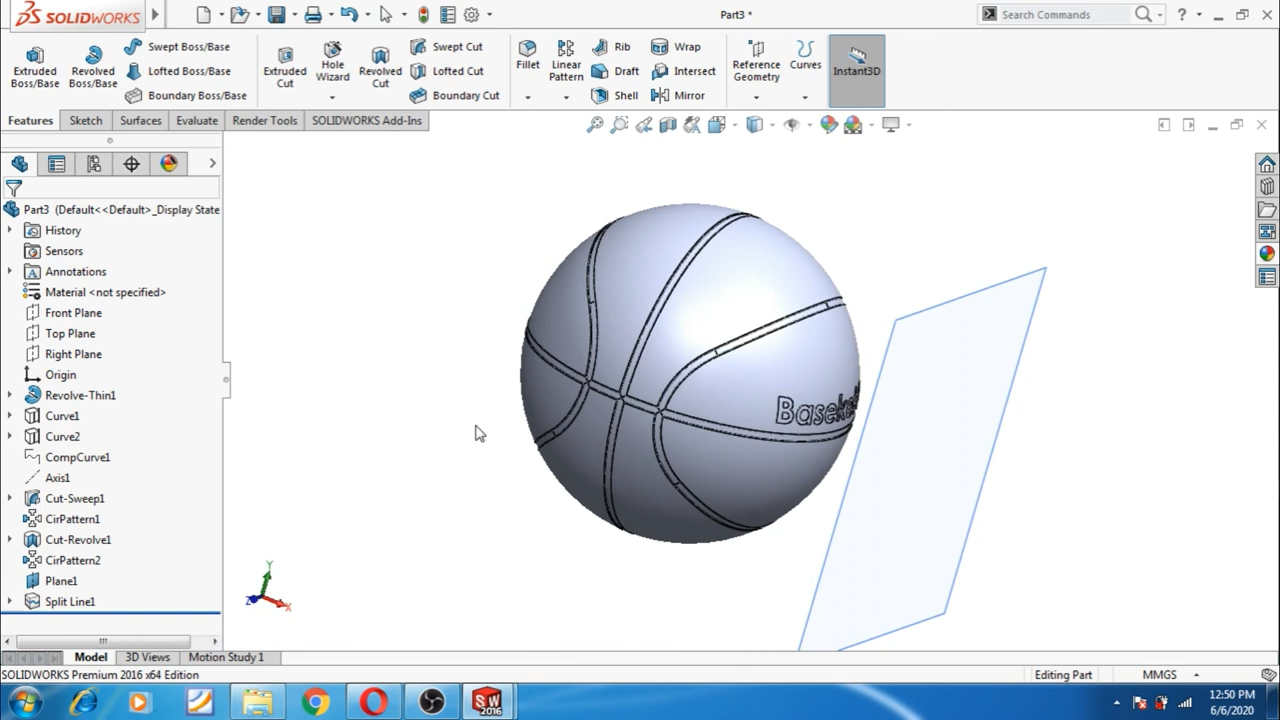 SOLIDWORKS
Part3 *
Search Commands
Extruded Boss/Base
Revolved Boss/Base
Swept Boss/Base
Lofted Boss/Base
Boundary Boss/Base
Extruded Cut
Hole Wizard
Revolved Cut
Swept Cut
Lofted Cut
Boundary Cut
Fillet
Linear Pattern
Rib
Draft
Shell
Wrap
Intersect
Mirror
Reference Geometry
Curves
Instant3D
Features
Sketch
Surfaces
Evaluate
Render Tools
SOLIDWORKS Add-Ins
Part3 (Default<<Default>_Display State
History
Sensors
Annotations
Material <not specified>
Front Plane
Top Plane
Right Plane
Origin
Revolve-Thin1
Curve1
Curve2
CompCurve1
Axis1
Cut-Sweep1
CirPattern1
Cut-Revolve1
CirPattern2
Plane1
Split Line1
Y
Z
X
Model
3D Views
Motion Study 1
SOLIDWORKS Premium 2016 x64 Edition
Editing Part
MMGS
SW
2016
12:50 PM
6/6/2020